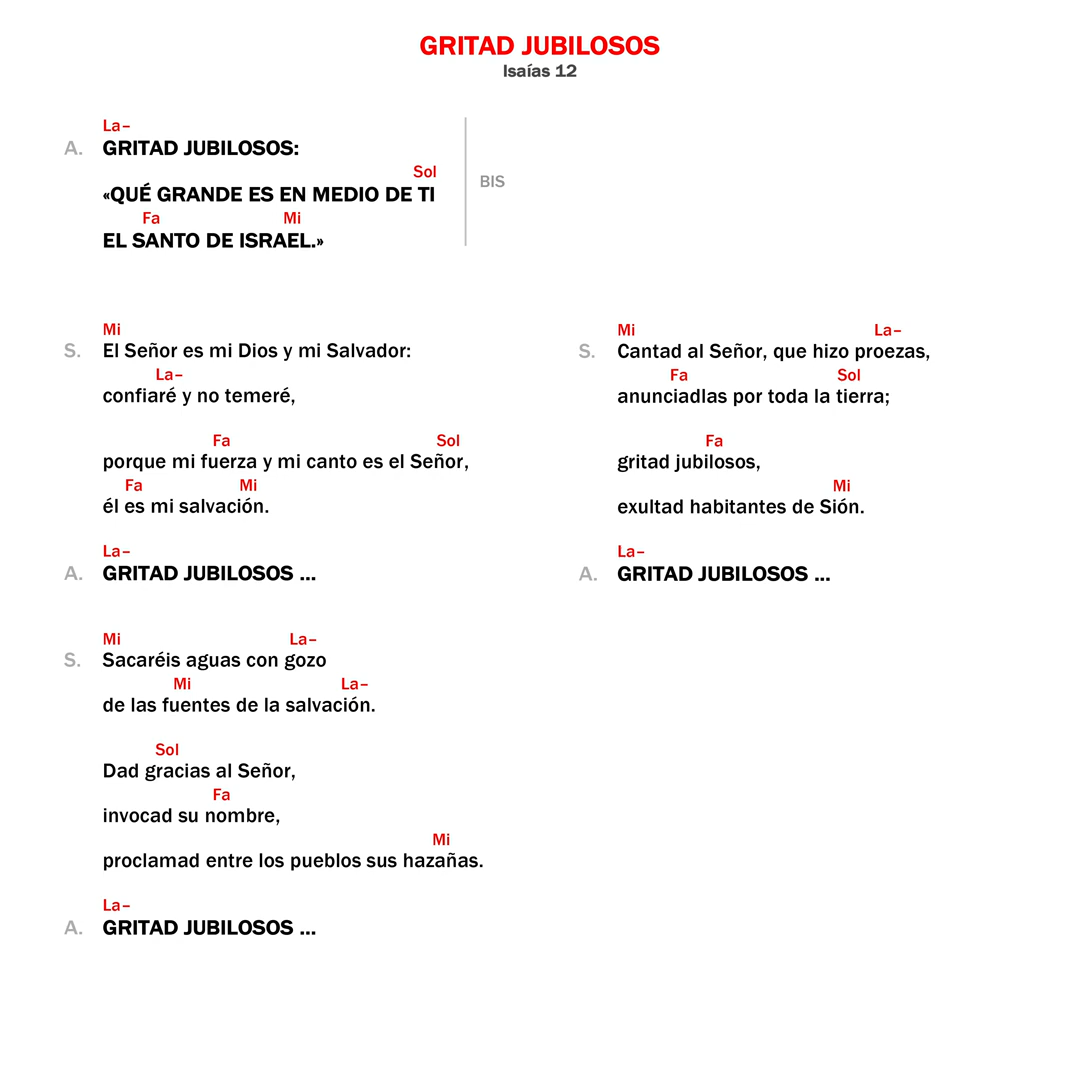 GRITAD JUBILOSOS
Isaías 12
La–
A. GRITAD JUBILOSOS:
Sol
«QUÉ GRANDE ES EN MEDIO DE TI
BIS
Fa Mi
EL SANTO DE ISRAEL.»
Mi
S. El Señor es mi Dios y mi Salvador:
La–
confiaré y no temeré,
Fa Sol
porque mi fuerza y mi canto es el Señor,
Fa Mi
él es mi salvación.
La–
A. GRITAD JUBILOSOS ...
Mi La–
S. Sacaréis aguas con gozo
Mi La–
de las fuentes de la salvación.
Sol
Dad gracias al Señor,
Fa
invocad su nombre,
Mi
proclamad entre los pueblos sus hazañas.
La–
A. GRITAD JUBILOSOS ...
Mi La–
S. Cantad al Señor, que hizo proezas,
Fa Sol
anunciadlas por toda la tierra;
Fa
gritad jubilosos,
Mi
exultad habitantes de Sión.
La–
A. GRITAD JUBILOSOS ...